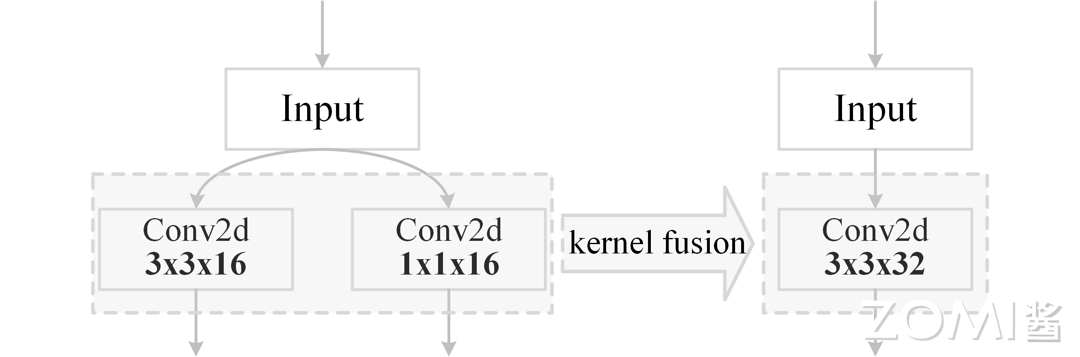 Input
Input
Conv2d
3x3x16
Conv2d
1x1x16
kernel fusion
Conv2d
3x3x32
ZOMI酱